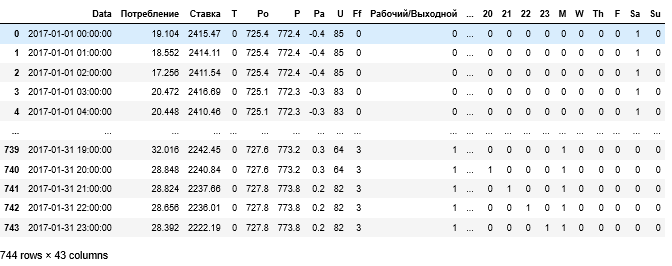 Data Потребление Ставка T Po P Pa U Ff Рабочий/Выходной ... 20 21 22 23 M W Th F Sa Su
0 2017-01-01 00:00:00 19.104 2415.47 0 725.4 772.4 -0.4 85 0 0 ... 0 0 0 0 0 0 0 0 1 0
1 2017-01-01 01:00:00 18.552 2414.11 0 725.4 772.4 -0.4 85 0 0 ... 0 0 0 0 0 0 0 0 1 0
2 2017-01-01 02:00:00 17.256 2411.54 0 725.4 772.4 -0.4 85 0 0 ... 0 0 0 0 0 0 0 0 1 0
3 2017-01-01 03:00:00 20.472 2416.69 0 725.1 772.3 -0.3 83 0 0 ... 0 0 0 0 0 0 0 0 1 0
4 2017-01-01 04:00:00 20.448 2410.46 0 725.1 772.3 -0.3 83 0 0 ... 0 0 0 0 0 0 0 0 1 0
... ... ... ... ... ... ... ... ... ... ... ... ... ... ... ... ... ... ... ... ... ...
739 2017-01-31 19:00:00 32.016 2242.45 0 727.6 773.2 0.3 64 3 1 ... 0 0 0 0 1 0 0 0 0 0
740 2017-01-31 20:00:00 28.848 2240.84 0 727.6 773.2 0.3 64 3 1 ... 1 0 0 0 1 0 0 0 0 0
741 2017-01-31 21:00:00 28.824 2237.66 0 727.8 773.8 0.2 82 3 1 ... 0 1 0 0 1 0 0 0 0 0
742 2017-01-31 22:00:00 28.656 2236.01 0 727.8 773.8 0.2 82 3 1 ... 0 0 1 0 1 0 0 0 0 0
743 2017-01-31 23:00:00 28.392 2222.19 0 727.8 773.8 0.2 82 3 1 ... 0 0 0 1 1 0 0 0 0 0
744 rows × 43 columns